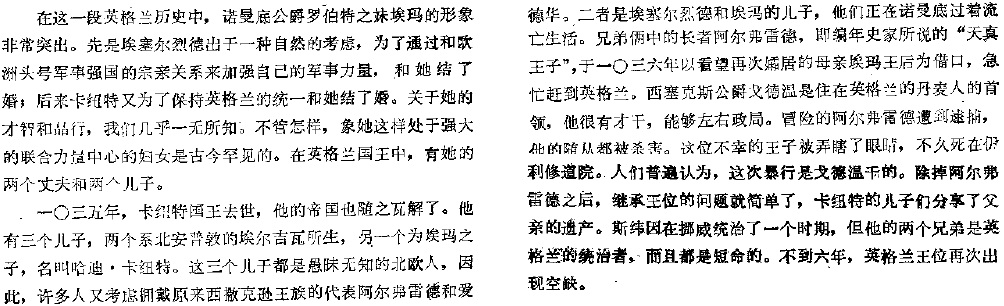 在这一段英格兰历史中，诺曼底公爵罗伯特之妹埃玛的形象
非常突出。先是埃塞尔烈德出于一种自然的考虑，为了通过和欧
洲头号军事强国的宗亲关系来加强自己的军事力量，和她结了
婚；后来卡纽特又为了保持英格兰的统一和她结了婚。关于她的
才智和品行，我们几乎一无所知。不管怎样，象她这样处于强大
的联合力量中心的妇女是古今罕见的。在英格兰国王中，有她的
两个丈夫和两个儿子。
一〇三五年，卡纽特国王去世，他的帝国也随之瓦解了。他
有三个儿子，两个系北安普敦的埃尔吉瓦所生，另一个为埃玛之
子，名叫哈迪·卡纽特。这三个儿子都是愚昧无知的北欧人，因
此，许多人又考虑拥戴原来西撒克逊王族的代表阿尔弗雷德和爱
德华。二者是埃塞尔烈德和埃玛的儿子，他们正在诺曼底过着流
亡生活。兄弟俩中的长者阿尔弗雷德，即编年史家所说的“天真
王子”，于一〇三六年以看望再次孀居的母亲埃玛王后为借口，急
忙赶到英格兰。西塞克斯公爵戈德温是住在英格兰的丹麦人的首
领，他很有才干，能够左右政局。冒险的阿尔弗雷德遭到逮捕，
他的随从都被杀害。这位不幸的王子被弄瞎了眼睛，不久死在伊
利修道院。人们普遍认为，这次暴行是戈德温干的。除掉阿尔弗
雷德之后，继承王位的问题就简单了，卡纽特的儿子们分享了父
亲的遗产。斯纬因在挪威统治了一个时期，但他的两个兄弟是英
格兰的统治者，而且都是短命的。不到六年，英格兰王位再次出
现空缺。